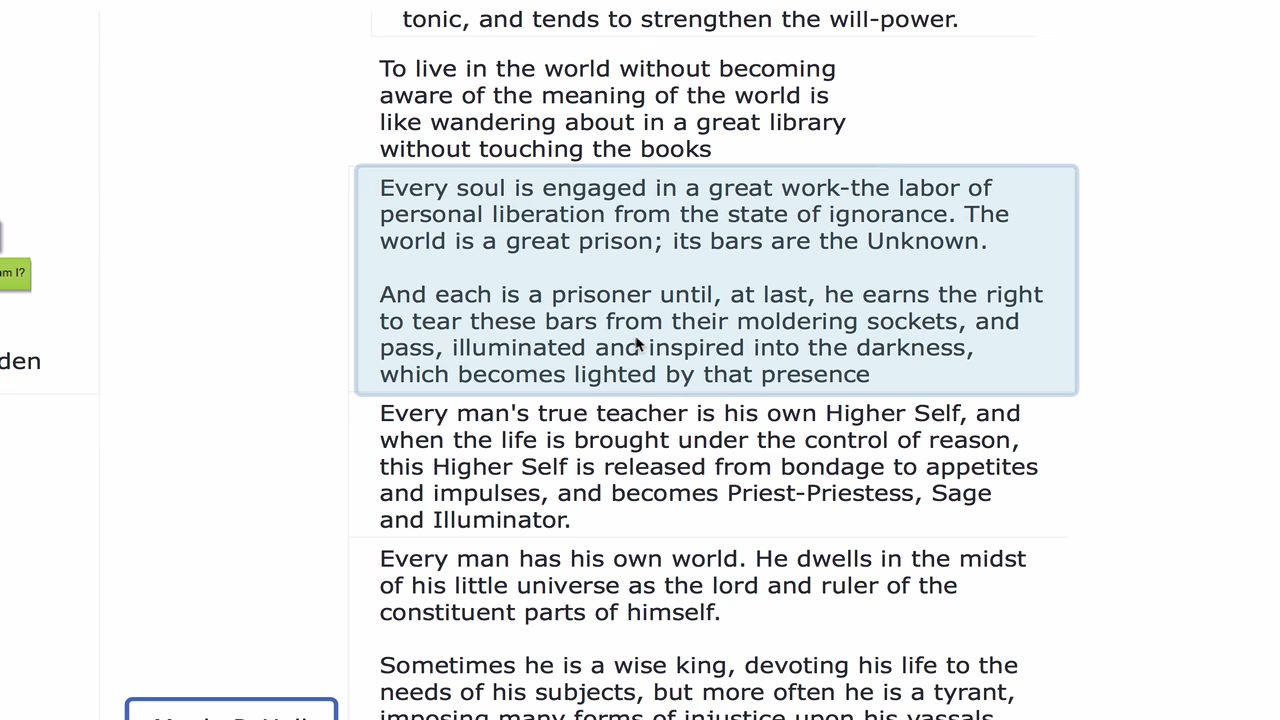 tonic, and tends to strengthen the will-power.
To live in the world without becoming
aware of the meaning of the world is
like wandering about in a great library
without touching the books
Every soul is engaged in a great work-the labor of
personal liberation from the state of ignorance. The
world is a great prison; its bars are the Unknown.
And each is a prisoner until, at last, he earns the right
to tear these bars from their moldering sockets, and
pass, illuminated and inspired into the darkness,
which becomes lighted by that presence
Every man's true teacher is his own Higher Self, and
when the life is brought under the control of reason,
this Higher Self is released from bondage to appetites
and impulses, and becomes Priest-Priestess, Sage
and Illuminator.
Every man has his own world. He dwells in the midst
of his little universe as the lord and ruler of the
constituent parts of himself.
Sometimes he is a wise king, devoting his life to the
needs of his subjects, but more often he is a tyrant,
imposing many forms of injustice upon his vassals
am I?
den